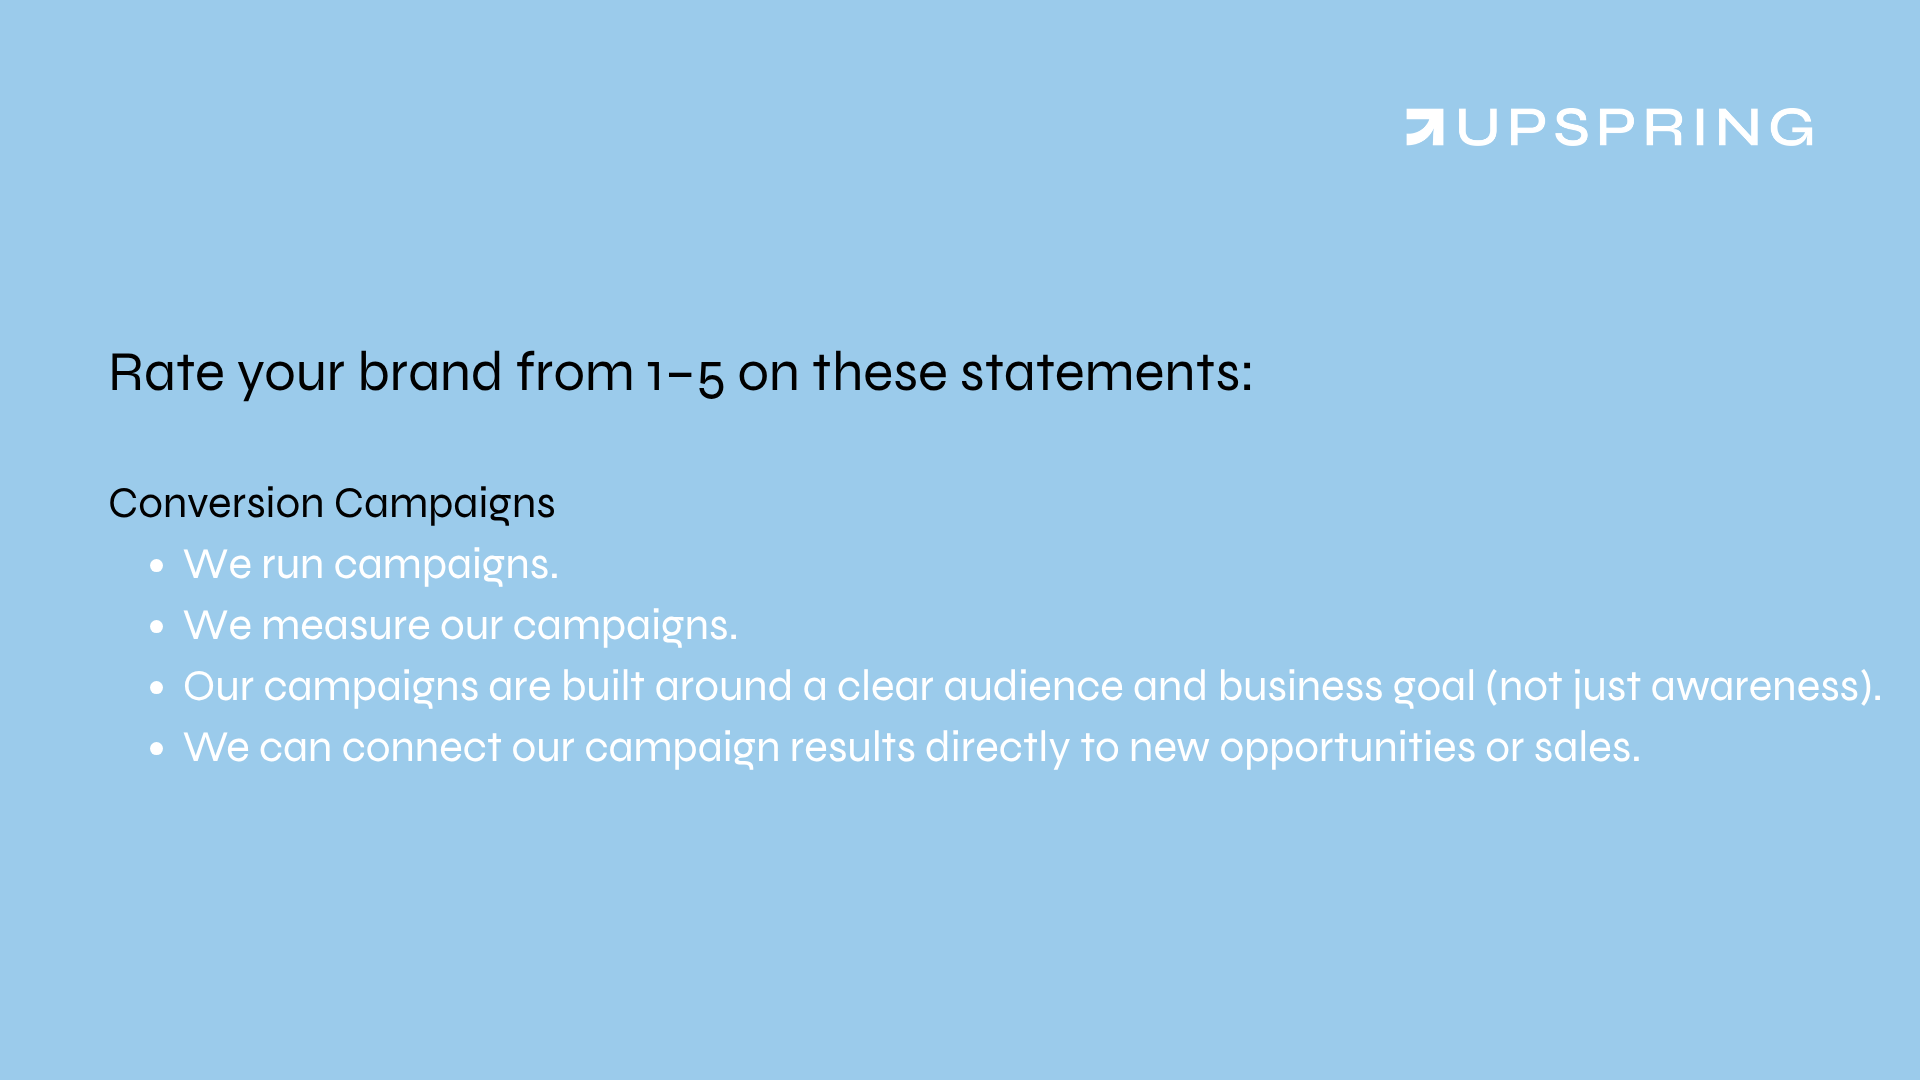 UPSPRING
Rate your brand from 1–5 on these statements:
Conversion Campaigns
• We run campaigns.
• We measure our campaigns.
• Our campaigns are built around a clear audience and business goal (not just awareness).
• We can connect our campaign results directly to new opportunities or sales.